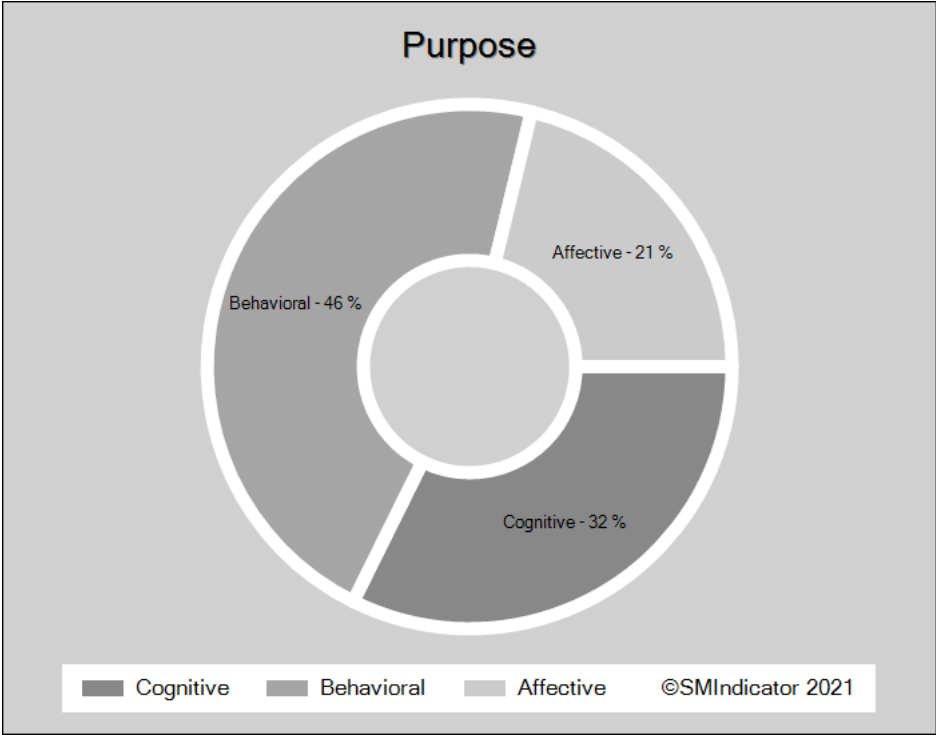 Purpose
Affective - 21 %
Behavioral - 46 %
Cognitive - 32 %
Cognitive Behavioral Affective ©SMIndicator 2021